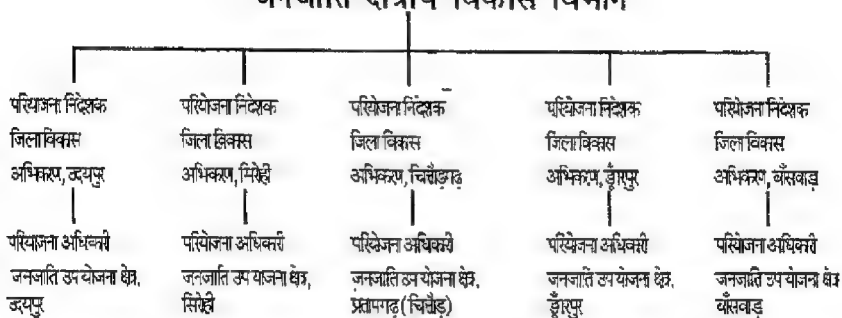 जनजाति क्षेत्रीय विकास विभाग
परियोजना निदेशक
जिला विकास
अभिकरण, उदयपुर
परियोजना निदेशक
जिला विकास
अभिकरण, सिरोही
परियोजना निदेशक
जिला विकास
अभिकरण, चित्तौड़गढ़
परियोजना निदेशक
जिला विकास
अभिकरण, डूँगरपुर
परियोजना निदेशक
जिला विकास
अभिकरण, बाँसवाड़ा
परियोजना अधिकारी
जनजाति उप योजना क्षेत्र,
उदयपुर
परियोजना अधिकारी
जनजाति उप योजना क्षेत्र,
सिरोही
परियोजना अधिकारी
जनजाति उप योजना क्षेत्र,
प्रतापगढ़ (चित्तौड़)
परियोजना अधिकारी
जनजाति उप योजना क्षेत्र,
डूँगरपुर
परियोजना अधिकारी
जनजाति उप योजना क्षेत्र
बाँसवाड़ा